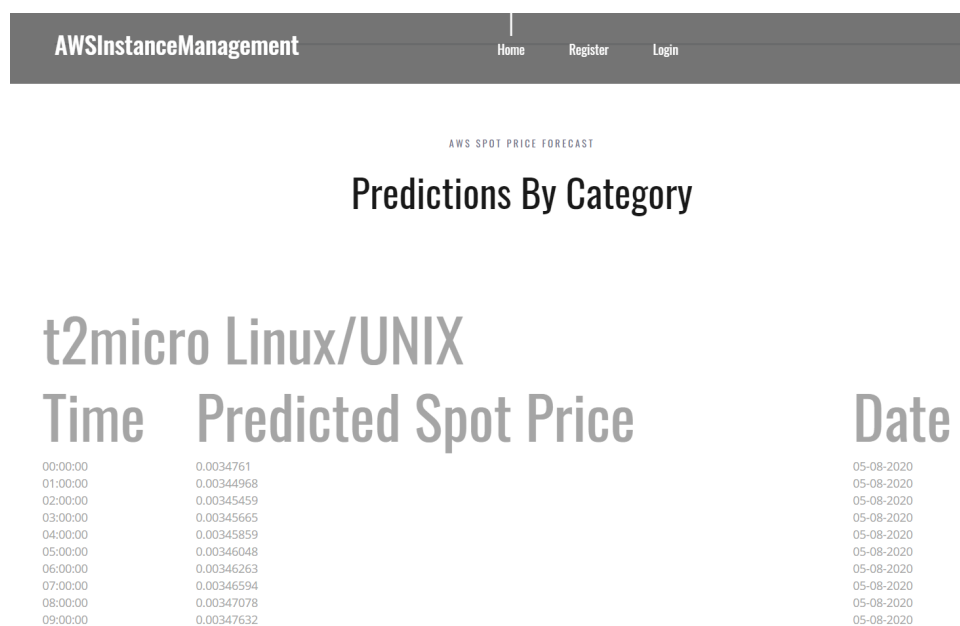 AWSInstanceManagement Home Register Login
AWS SPOT PRICE FORECAST
Predictions By Category
t2micro Linux/UNIX
Time Predicted Spot Price Date
00:00:00 0.0034761 05-08-2020
01:00:00 0.00344968 05-08-2020
02:00:00 0.00345459 05-08-2020
03:00:00 0.00345665 05-08-2020
04:00:00 0.00345859 05-08-2020
05:00:00 0.00346048 05-08-2020
06:00:00 0.00346263 05-08-2020
07:00:00 0.00346594 05-08-2020
08:00:00 0.00347078 05-08-2020
09:00:00 0.00347632 05-08-2020